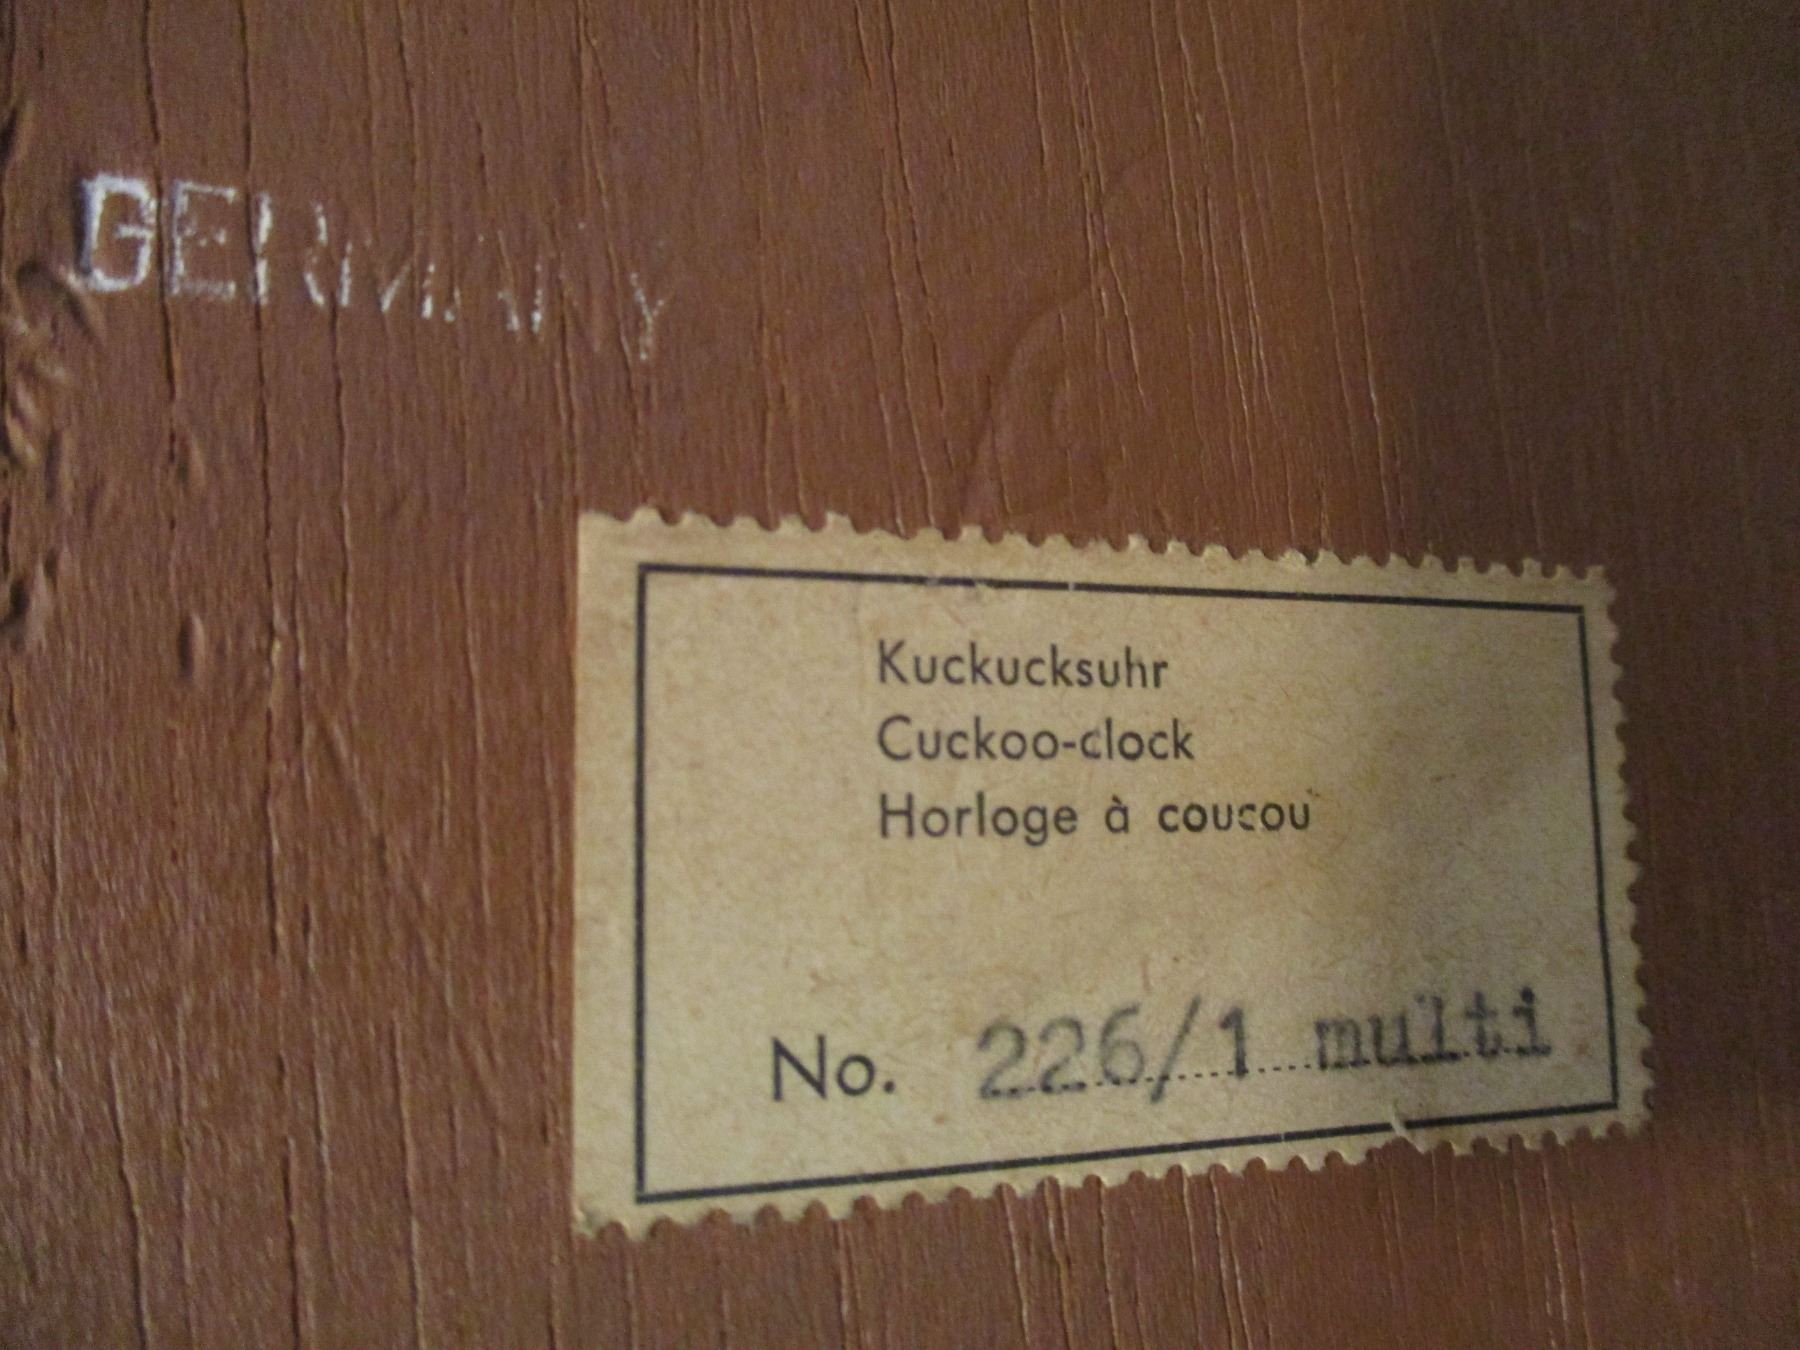 GERMANY
Kuckucksuhr
Cuckoo-clock
Horloge à coucou
No. 226/1 multi